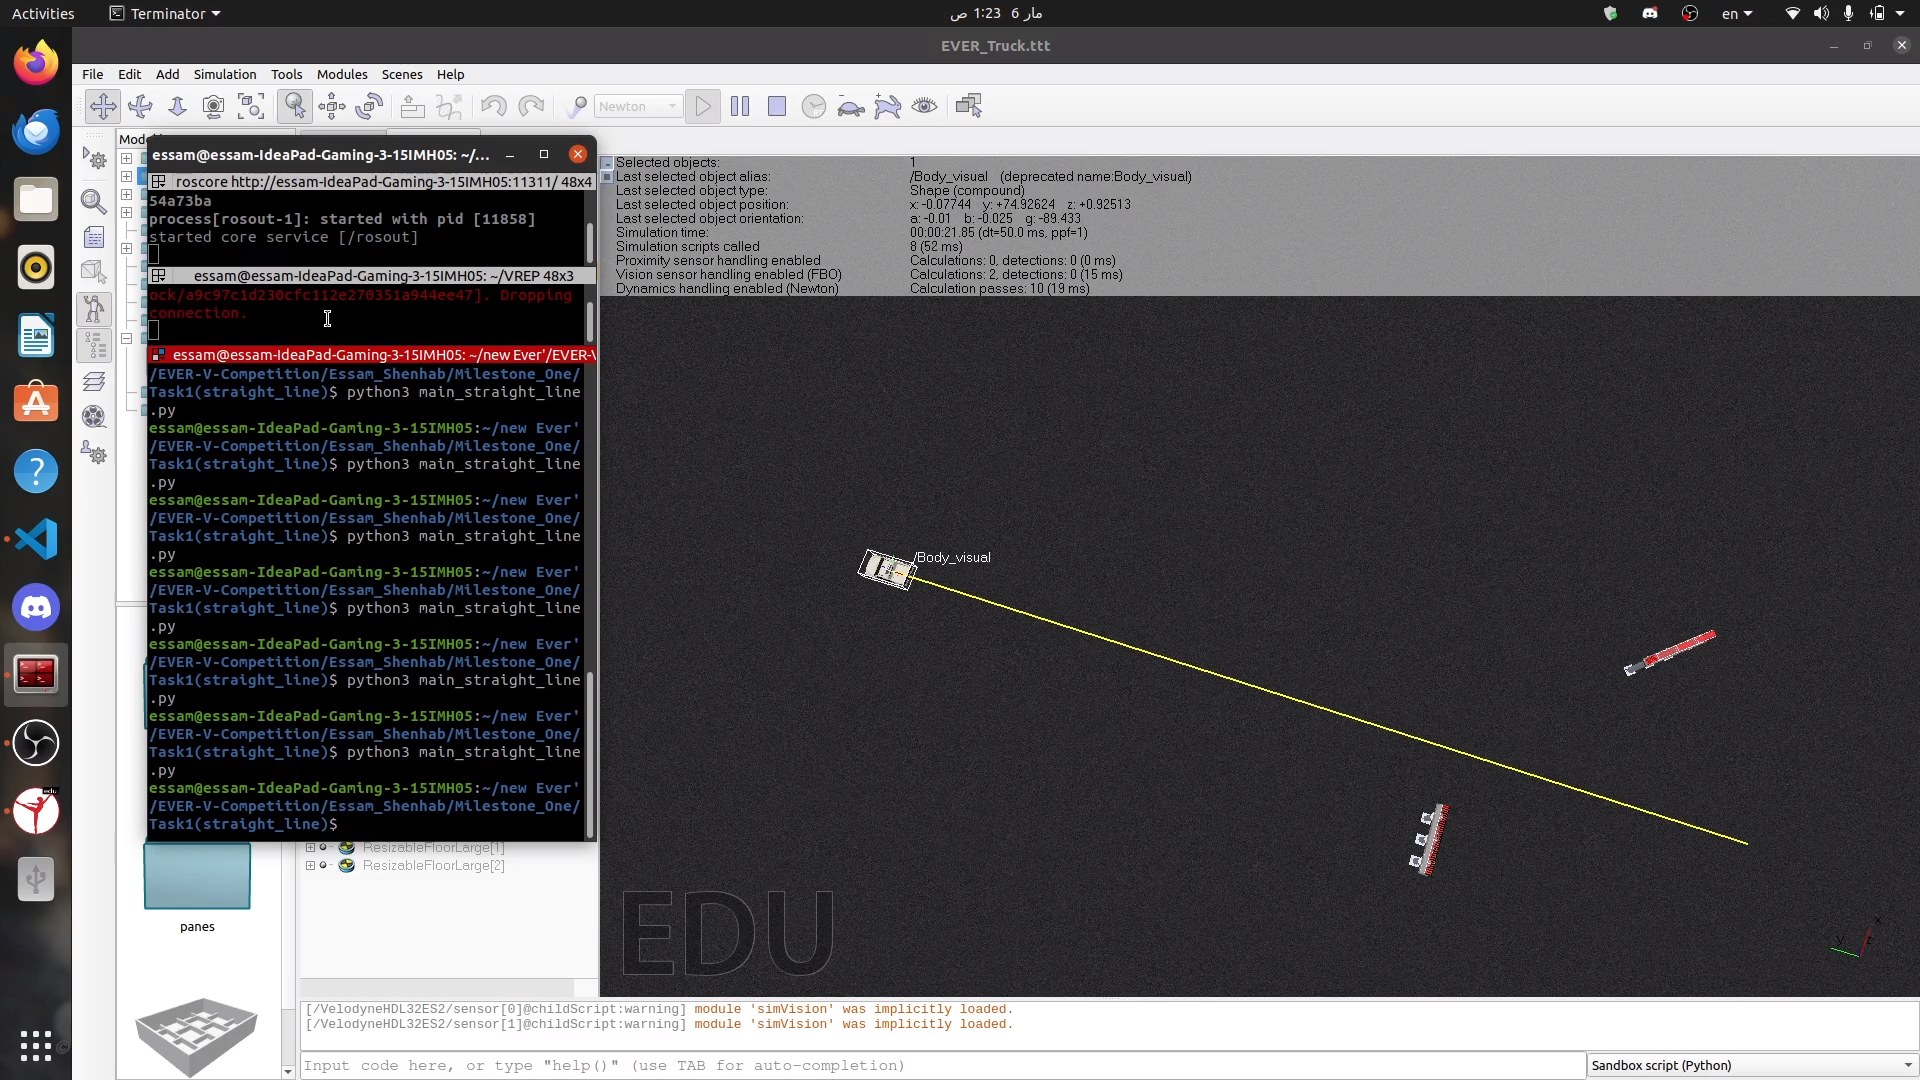 Activities
Terminator
مار 6 1:23 ص
en
EVER_Truck.ttt
File Edit Add Simulation Tools Modules Scenes Help
Newton
essam@essam-IdeaPad-Gaming-3-15IMH05: ~/...
roscore http://essam-IdeaPad-Gaming-3-15IMH05:11311/ 48x4
54a73ba
process[rosout-1]: started with pid [11858]
started core service [/rosout]
essam@essam-IdeaPad-Gaming-3-15IMH05: ~/VREP 48x3
ock/a9c97c1d230cfc112e270351a944ee47]. Dropping
connection.
essam@essam-IdeaPad-Gaming-3-15IMH05: ~/new Ever'/EVER-V
/EVER-V-Competition/Essam_Shenhab/Milestone_One/
Task1(straight_line)$ python3 main_straight_line
.py
essam@essam-IdeaPad-Gaming-3-15IMH05:~/new Ever'
/EVER-V-Competition/Essam_Shenhab/Milestone_One/
Task1(straight_line)$ python3 main_straight_line
.py
essam@essam-IdeaPad-Gaming-3-15IMH05:~/new Ever'
/EVER-V-Competition/Essam_Shenhab/Milestone_One/
Task1(straight_line)$ python3 main_straight_line
.py
essam@essam-IdeaPad-Gaming-3-15IMH05:~/new Ever'
/EVER-V-Competition/Essam_Shenhab/Milestone_One/
Task1(straight_line)$ python3 main_straight_line
.py
essam@essam-IdeaPad-Gaming-3-15IMH05:~/new Ever'
/EVER-V-Competition/Essam_Shenhab/Milestone_One/
Task1(straight_line)$ python3 main_straight_line
.py
essam@essam-IdeaPad-Gaming-3-15IMH05:~/new Ever'
/EVER-V-Competition/Essam_Shenhab/Milestone_One/
Task1(straight_line)$ python3 main_straight_line
.py
essam@essam-IdeaPad-Gaming-3-15IMH05:~/new Ever'
/EVER-V-Competition/Essam_Shenhab/Milestone_One/
Task1(straight_line)$
ResizableFloorLarge[1]
ResizableFloorLarge[2]
panes
Selected objects: 1
Last selected object alias: /Body_visual (deprecated name:Body_visual)
Last selected object type: Shape (compound)
Last selected object position: x: -0.07744 y: +74.92624 z: +0.92513
Last selected object orientation: a: -0.01 b: -0.025 g: -89.433
Simulation time: 00:00:21.85 (dt=50.0 ms, ppf=1)
Simulation scripts called 8 (52 ms)
Proximity sensor handling enabled Calculations: 0, detections: 0 (0 ms)
Vision sensor handling enabled (FBO) Calculations: 2, detections: 0 (15 ms)
Dynamics handling enabled (Newton) Calculation passes: 10 (19 ms)
/Body_visual
EDU
[/VelodyneHDL32ES2/sensor[0]@childScript:warning] module 'simVision' was implicitly loaded.
[/VelodyneHDL32ES2/sensor[1]@childScript:warning] module 'simVision' was implicitly loaded.
Input code here, or type "help()" (use TAB for auto-completion)
Sandbox script (Python)